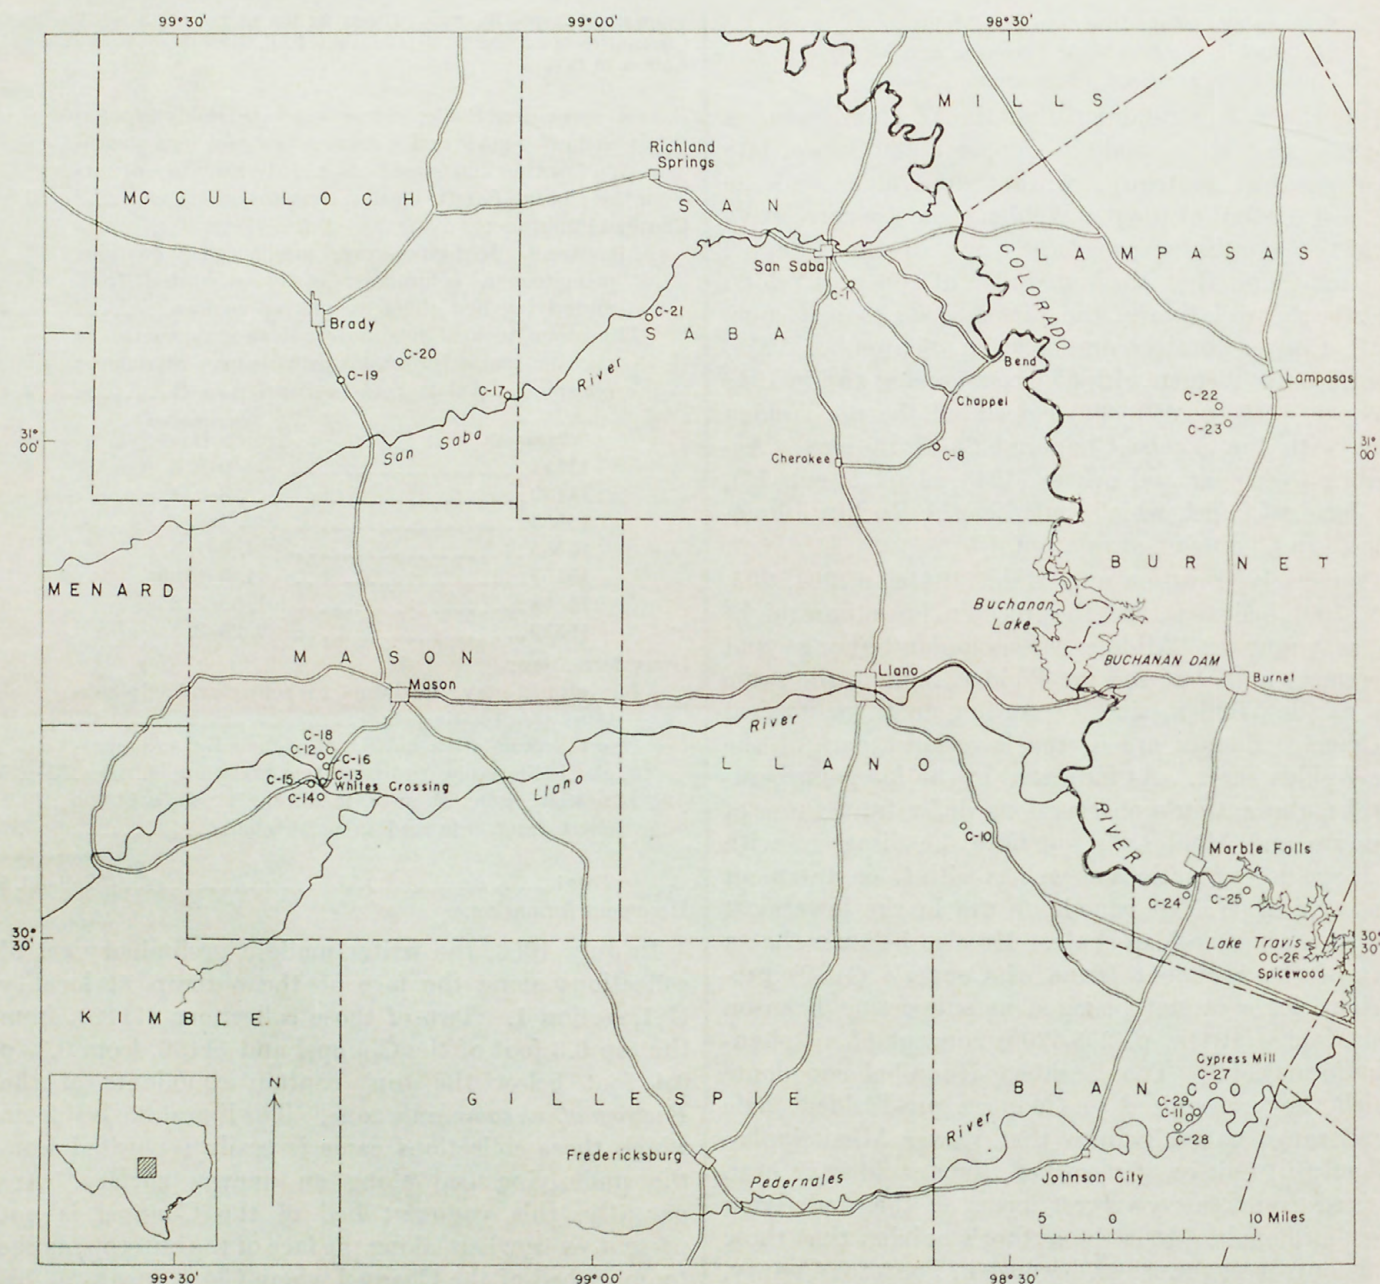 99°30'
99°00'
98°30'
MILLS
Richland
Springs
MC CULLOCH
SAN
COLORADO
LAMPASAS
San Saba
C-1
C-21
SABA
Brady
C-20
C-19
C-17
River
Bend
Chappel
Lampasas
C-22
C-23
31°
00'
San Saba
Cherokee
C-8
31°
00'
MENARD
BURNET
Buchanan
Lake
MASON
BUCHANAN DAM
Mason
Llano
Burnet
River
C-18
C-12
C-16
C-13
C-15
Whites Crossing
C-14
LLANO
Llano
RIVER
C-10
Marble Falls
C-24
C-25
30°
30'
Lake Travis
C-26
Spicewood
30°
30'
KIMBLE
N
GILLESPIE
BLANCO
Cypress Mill
C-27
C-29
C-11
C-28
River
Fredericksburg
Pedernales
Johnson City
5 0 10 Miles
99°30'
99°00'
98°30'